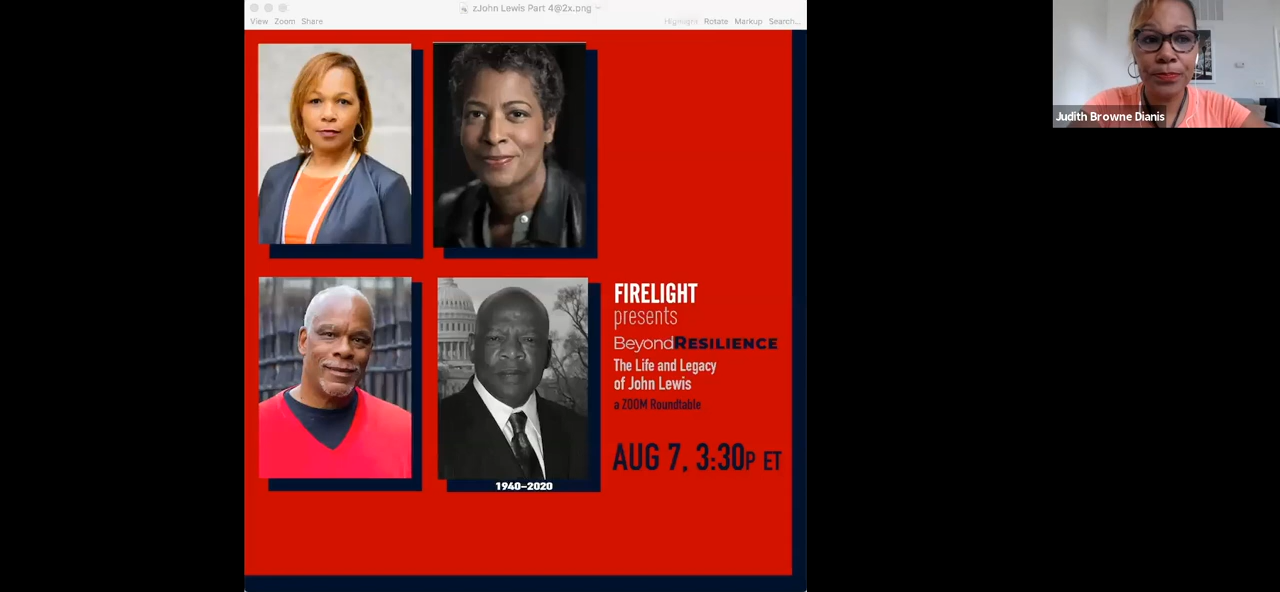 zJohn Lewis Part 4@2x.png
View Zoom Share
Highlight Rotate Markup Search...
Judith Browne Dianis
FIRELIGHT
presents
BeyondRESILIENCE
The Life and Legacy
of John Lewis
a ZOOM Roundtable
AUG 7, 3:30P ET
1940–2020